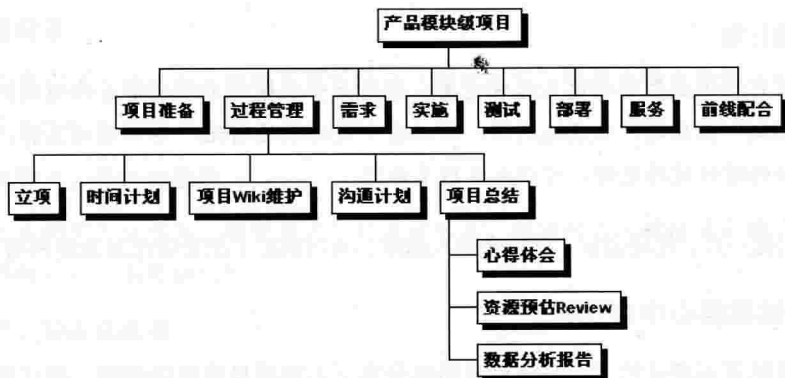 产品模块级项目
项目准备
过程管理
需求
实施
测试
部署
服务
前线配合
立项
时间计划
项目Wiki维护
沟通计划
项目总结
心得体会
资源预估Review
数据分析报告